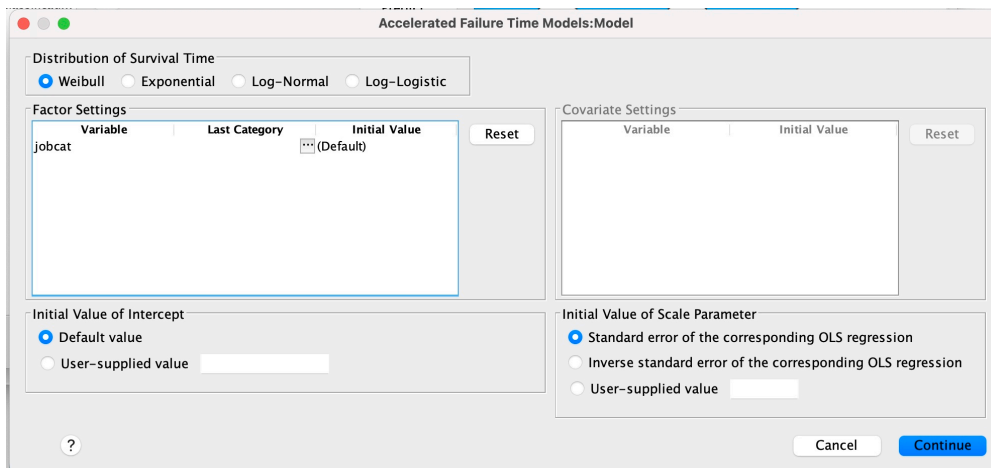 Accelerated Failure Time Models:Model
Distribution of Survival Time
Weibull Exponential Log-Normal Log-Logistic
Factor Settings
Variable Last Category Initial Value
jobcat ... (Default)
Reset
Covariate Settings
Variable Initial Value
Reset
Initial Value of Intercept
Default value
User-supplied value
Initial Value of Scale Parameter
Standard error of the corresponding OLS regression
Inverse standard error of the corresponding OLS regression
User-supplied value
?
Cancel Continue